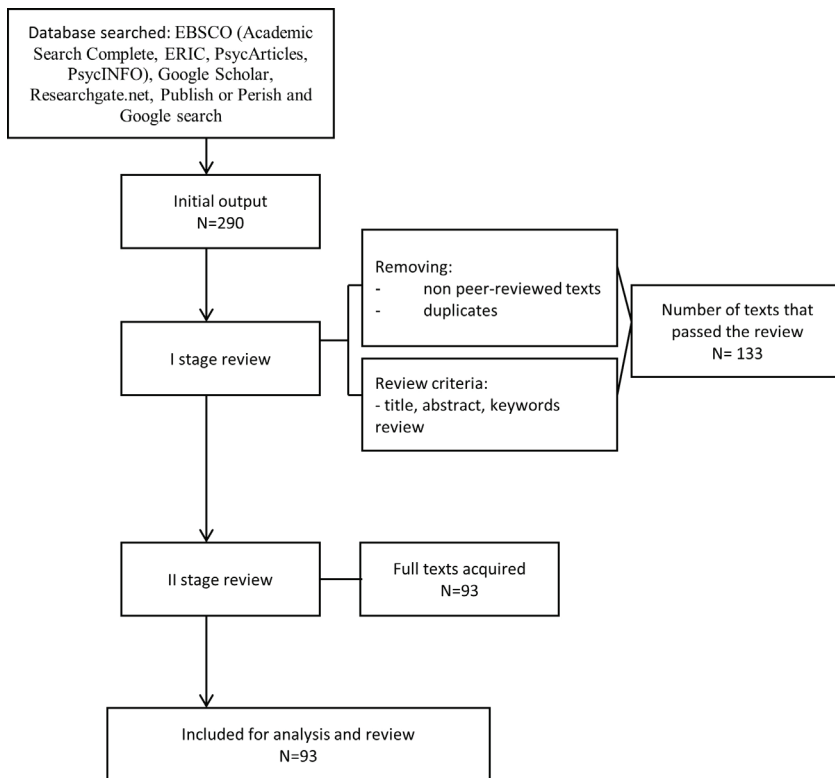 Database searched: EBSCO (Academic
Search Complete, ERIC, PsycArticles,
PsycINFO), Google Scholar,
Researchgate.net, Publish or Perish and
Google search
Initial output
N=290
I stage review
Removing:
- non peer-reviewed texts
- duplicates
Review criteria:
- title, abstract, keywords
review
Number of texts that
passed the review
N= 133
II stage review
Full texts acquired
N=93
Included for analysis and review
N=93